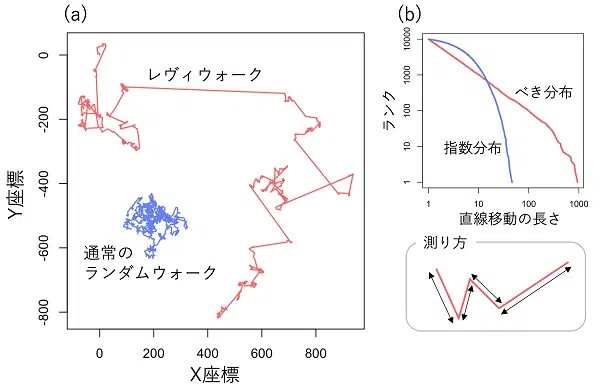 (a)
レヴィウォーク
通常の
ランダムウォーク
Y座標
0
-200
-400
-600
-800
0
200
400
600
800
X座標
(b)
ランク
10000
1000
100
10
1
べき分布
指数分布
1
10
100
1000
直線移動の長さ
測り方